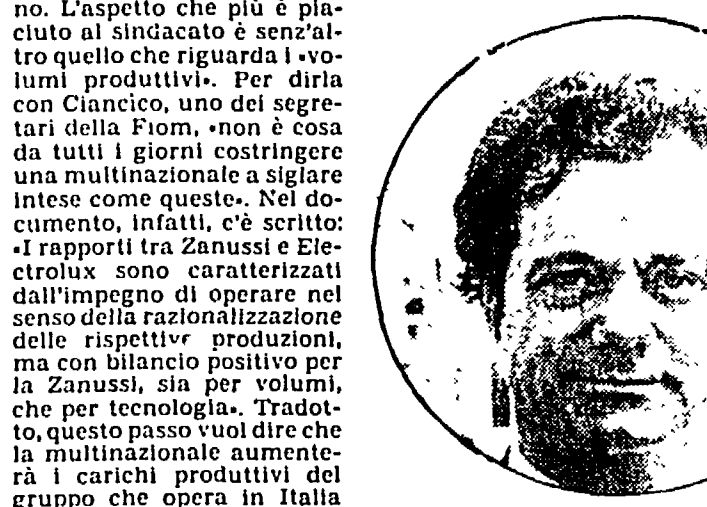 no. L'aspetto che più è pia-
ciuto al sindacato è senz'al-
tro quello che riguarda i «vo-
lumi produttivi». Per dirla
con Ciancico, uno dei segre-
tari della Fiom, «non è cosa
da tutti i giorni costringere
una multinazionale a siglare
intese come queste». Nel do-
cumento, infatti, c'è scritto:
«I rapporti tra Zanussi e Ele-
ctrolux sono caratterizzati
dall'impegno di operare nel
senso della razionalizzazione
delle rispettive produzioni,
ma con bilancio positivo per
la Zanussi, sia per volumi,
che per tecnologia». Tradot-
to, questo passo vuol dire che
la multinazionale aumente-
rà i carichi produttivi del
gruppo che opera in Italia